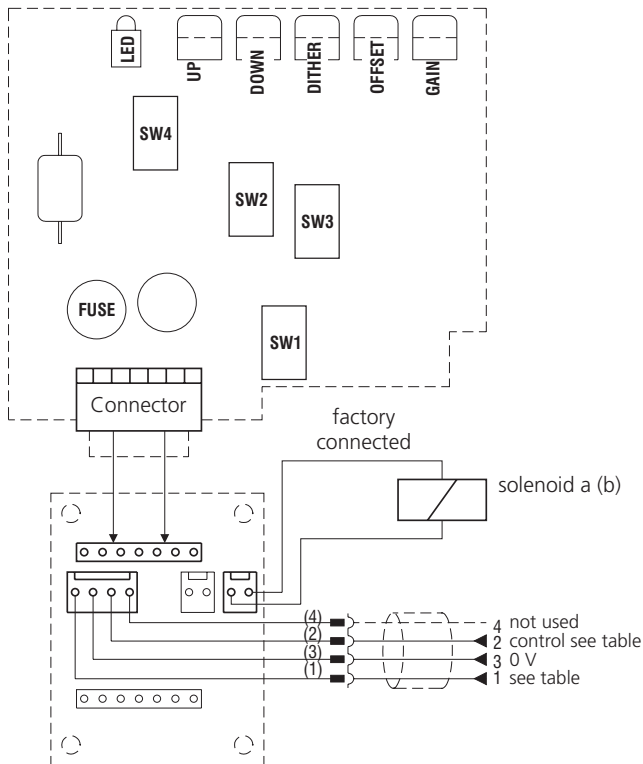 LED
UP
DOWN
DITHER
OFFSET
GAIN
SW4
SW2
SW3
FUSE
SW1
Connector
factory
connected
solenoid a (b)
(4)
4 not used
(2)
2 control see table
(3)
3 0 V
(1)
1 see table